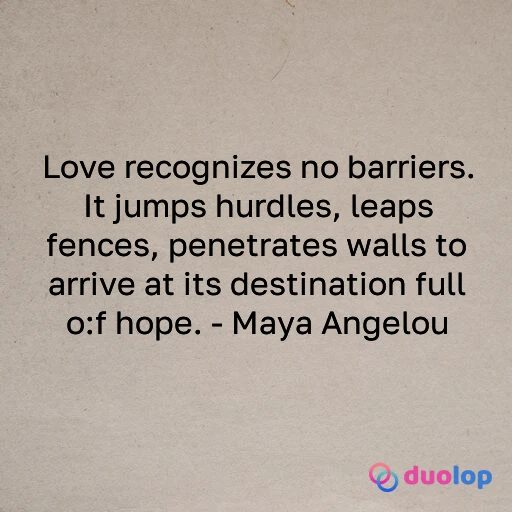 Love recognizes no barriers.
It jumps hurdles, leaps
fences, penetrates walls to
arrive at its destination full
o:f hope. - Maya Angelou
duolop